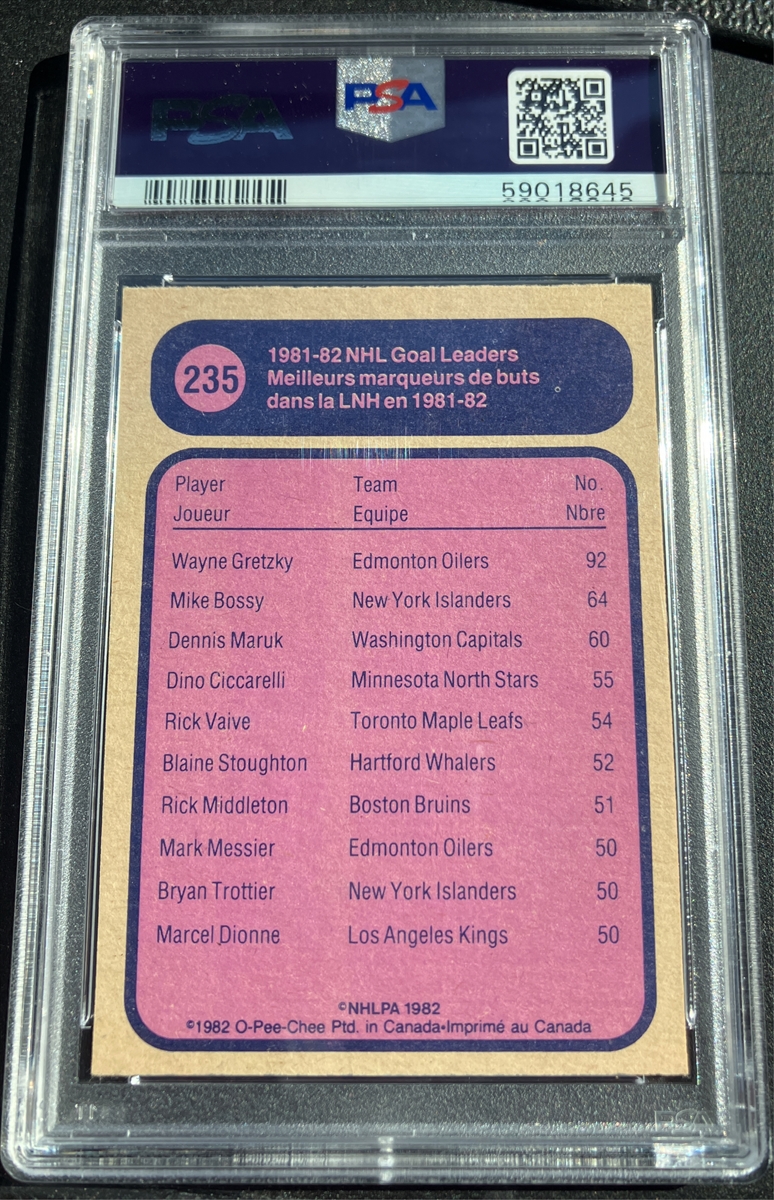 PSA
PSA
59018645
235
1981-82 NHL Goal Leaders
Meilleurs marqueurs de buts
dans la LNH en 1981-82
Player Team No.
Joueur Equipe Nbre
Wayne Gretzky Edmonton Oilers 92
Mike Bossy New York Islanders 64
Dennis Maruk Washington Capitals 60
Dino Ciccarelli Minnesota North Stars 55
Rick Vaive Toronto Maple Leafs 54
Blaine Stoughton Hartford Whalers 52
Rick Middleton Boston Bruins 51
Mark Messier Edmonton Oilers 50
Bryan Trottier New York Islanders 50
Marcel Dionne Los Angeles Kings 50
©NHLPA 1982
©1982 O-Pee-Chee Ptd. in Canada•Imprimé au Canada
PSA